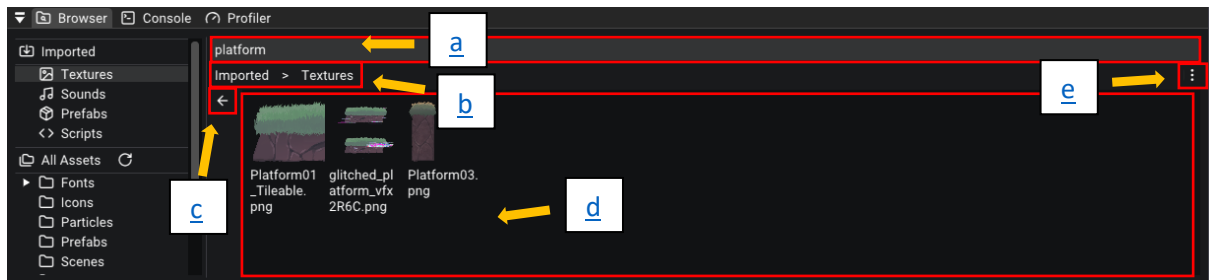 Browser Console Profiler
Imported
Textures
Sounds
Prefabs
Scripts
All Assets
Fonts
Icons
Particles
Prefabs
Scenes
platform
Imported > Textures
Platform01
_Tileable.
png
glitched_pl
atform_vfx
2R6C.png
Platform03.
png
a
b
c
d
e